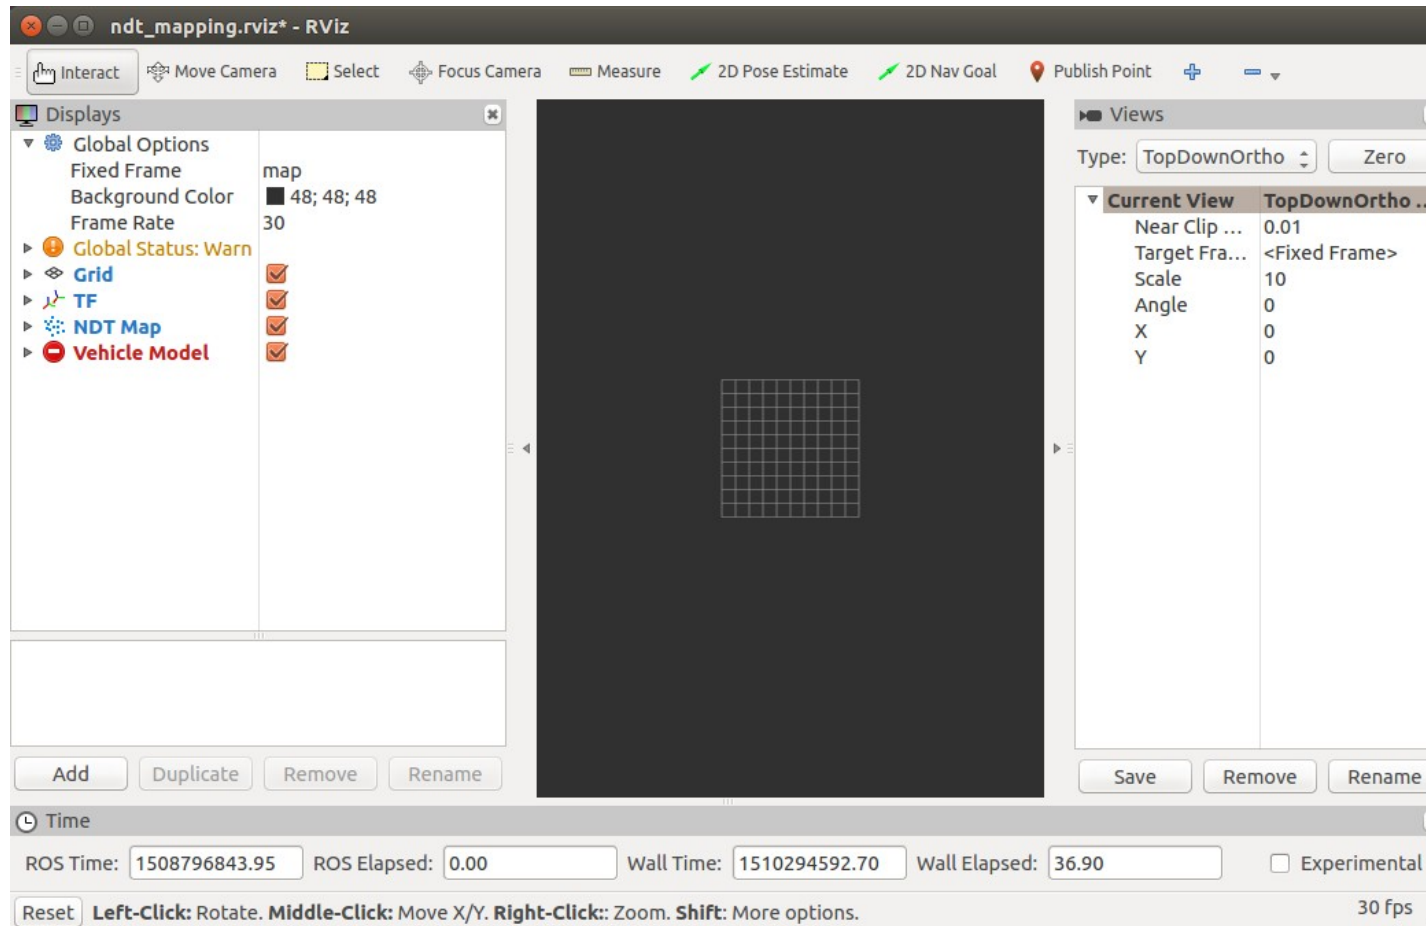 ndt_mapping.rviz* - RViz
Interact Move Camera Select Focus Camera Measure 2D Pose Estimate 2D Nav Goal Publish Point
Displays
Global Options
Fixed Frame map
Background Color 48; 48; 48
Frame Rate 30
Global Status: Warn
Grid
TF
NDT Map
Vehicle Model
Add Duplicate Remove Rename
Views
Type: TopDownOrtho Zero
Current View TopDownOrtho ...
Near Clip ... 0.01
Target Fra... <Fixed Frame>
Scale 10
Angle 0
X 0
Y 0
Save Remove Rename
Time
ROS Time: 1508796843.95 ROS Elapsed: 0.00 Wall Time: 1510294592.70 Wall Elapsed: 36.90 Experimental
Reset Left-Click: Rotate. Middle-Click: Move X/Y. Right-Click:: Zoom. Shift: More options. 30 fps